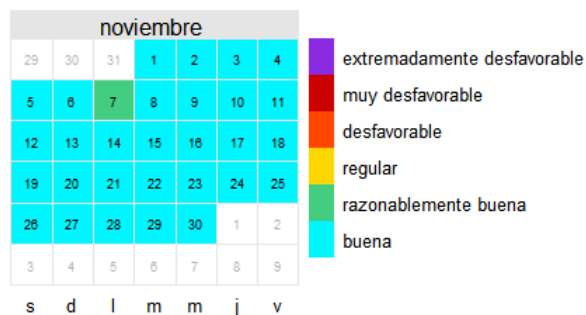 noviembre
29 30 31 1 2 3 4
5 6 7 8 9 10 11
12 13 14 15 16 17 18
19 20 21 22 23 24 25
26 27 28 29 30 1 2
3 4 5 6 7 8 9
s d l m m j v
extremadamente desfavorable
muy desfavorable
desfavorable
regular
razonablemente buena
buena